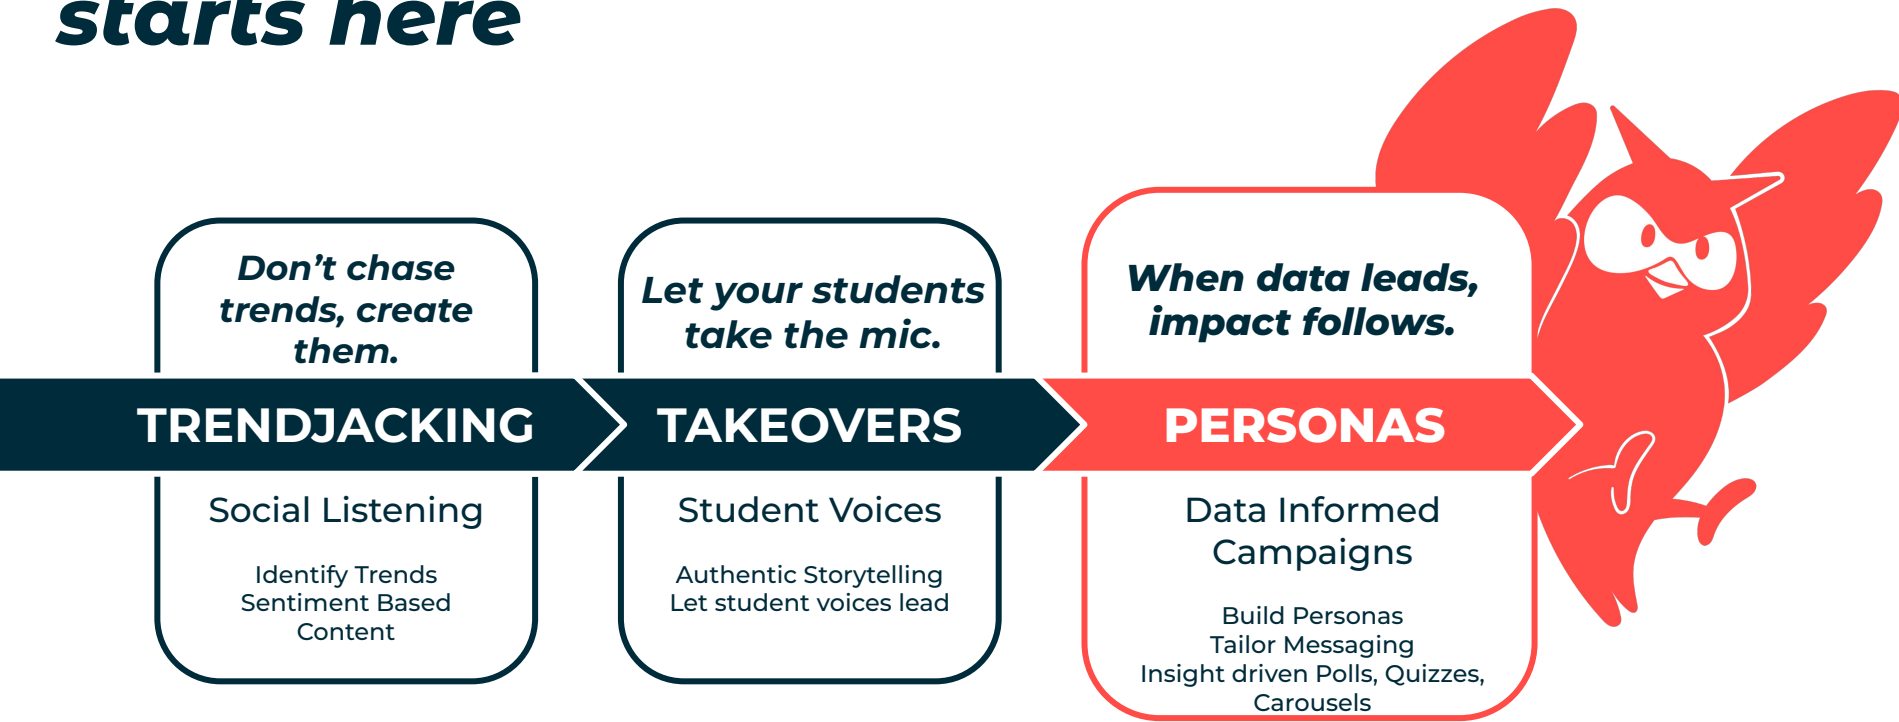 starts here
Don’t chase
trends, create
them.
TRENDJACKING
Social Listening
Identify Trends
Sentiment Based
Content
Let your students
take the mic.
TAKEOVERS
Student Voices
Authentic Storytelling
Let student voices lead
When data leads,
impact follows.
PERSONAS
Data Informed
Campaigns
Build Personas
Tailor Messaging
Insight driven Polls, Quizzes,
Carousels